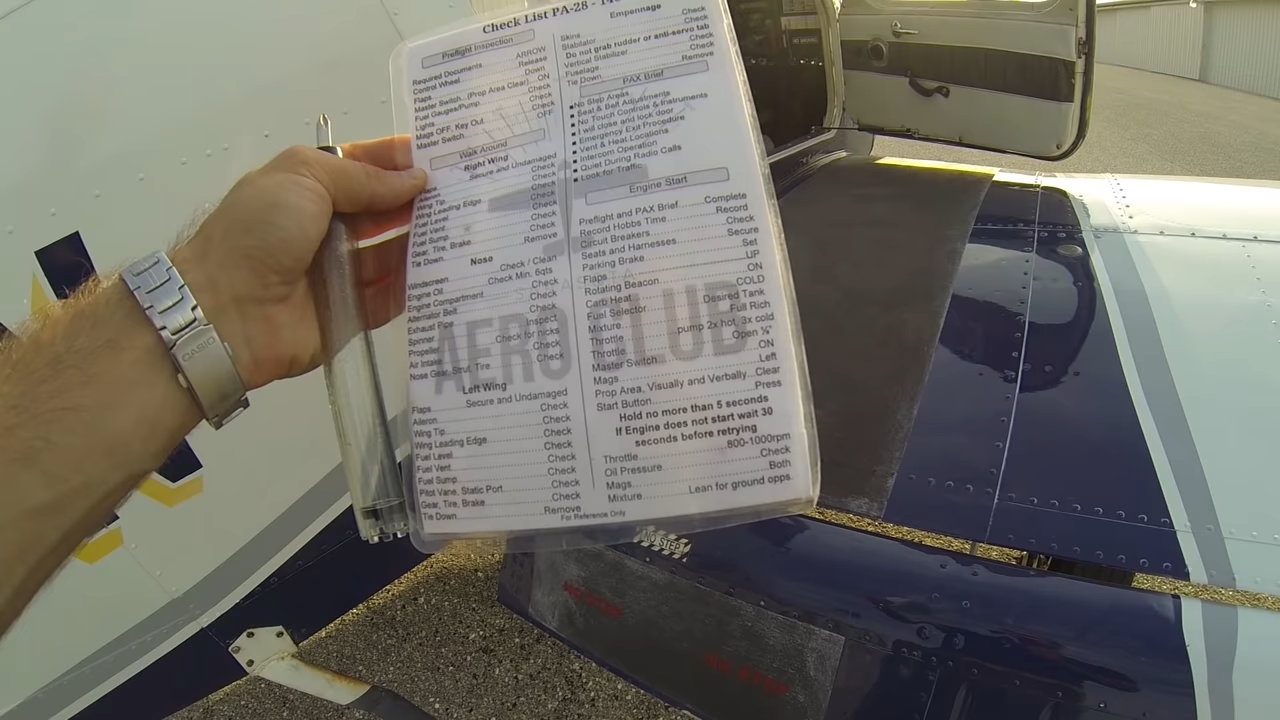 Check List PA-28 - 14
Preflight Inspection
Required Documents ARROW
Control Wheel Release
Flaps Down
Master Switch...(Prop Area Clear) ON
Fuel Gauges/Pump Check
Lights Check
Mags OFF, Key Out Check
Master Switch OFF
Walk Around
Right Wing
Flaps Secure and Undamaged
Aileron Check
Wing Tip Check
Wing Leading Edge Check
Fuel Level Check
Fuel Vent Check
Fuel Sump Check
Gear, Tire, Brake Check
Tie Down Remove
Nose
Windscreen Check / Clean
Engine Oil Check Min. 6qts
Engine Compartment Check
Alternator Belt Check
Exhaust Pipe Check
Spinner Inspect
Propeller Check for nicks
Air Intake Check
Nose Gear, Strut, Tire Check
Left Wing
Flaps Secure and Undamaged
Aileron Check
Wing Tip Check
Wing Leading Edge Check
Fuel Level Check
Fuel Vent Check
Fuel Sump Check
Pitot Vane, Static Port Check
Gear, Tire, Brake Check
Tie Down Remove
Empennage
Skins Check
Stabilator Check
Do not grab rudder or anti-servo tab
Vertical Stabilizer Check
Fuselage Check
Tie Down Remove
PAX Brief
No Step Areas
Seat & Belt Adjustments
No Touch Controls & Instruments
I will close and lock door
Emergency Exit Procedure
Vent & Heat Locations
Intercom Operation
Quiet During Radio Calls
Look for Traffic
Engine Start
Preflight and PAX Brief Complete
Record Hobbs Time Record
Circuit Breakers Check
Seats and Harnesses Secure
Parking Brake Set
Flaps UP
Rotating Beacon ON
Carb Heat COLD
Fuel Selector Desired Tank
Mixture Full Rich
Throttle pump 2x hot, 3x cold
Throttle Open ⅛"
Master Switch ON
Mags Left
Prop Area, Visually and Verbally Clear
Start Button Press
Hold no more than 5 seconds
If Engine does not start wait 30
seconds before retrying
Throttle 800-1000rpm
Oil Pressure Check
Mags Both
Mixture Lean for ground opps.
For Reference Only
AERO CLUB
CASIO
NO STEP